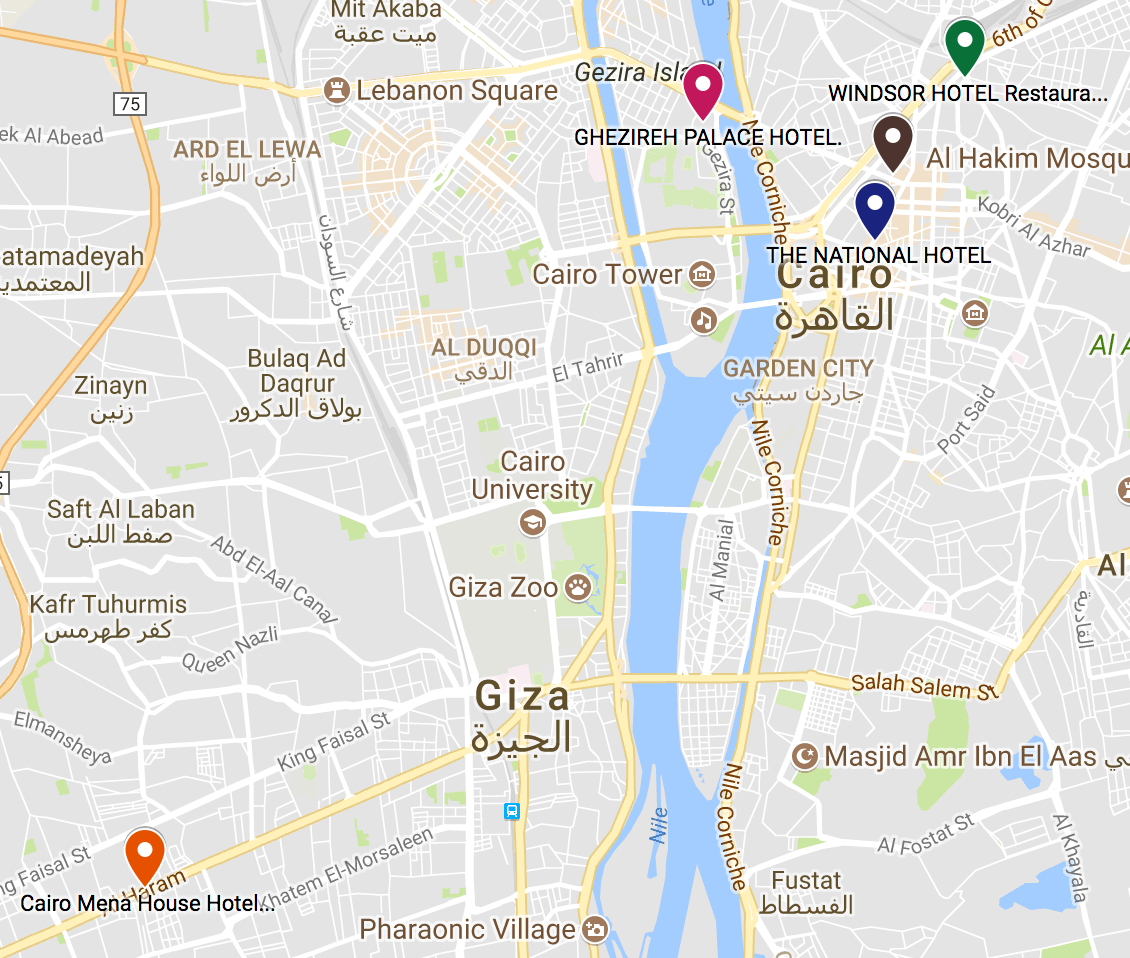 Mit Akaba
ميت عقبة
6th of O
Gezira Isla
Lebanon Square
WINDSOR HOTEL Restaura...
75
GHEZIREH PALACE HOTEL.
ek Al Abead
ARD EL LEWA
أرض اللواء
Al Hakim Mosqu
Gezira St
Nile Corniche
Kobri Al Azhar
شارع السودان
atamadeyah
المعتمدي
THE NATIONAL HOTEL
Cairo Tower
Cairo
القاهرة
AL DUQQI
الدقي
El Tahrir
Bulaq Ad
Daqrur
بولاق الدكرور
Zinayn
زنين
GARDEN CITY
جاردن سيتي
Al A
Port Said
Nile Corniche
Cairo
University
5
Saft Al Laban
صفط اللبن
Abd El-Aal Canal
Al Manial
Giza Zoo
Al
القادرية
Kafr Tuhurmis
كفر طهرمس
Queen Nazli
Giza
الجيزة
Salah Salem St
Elmansheya
King Faisal St
Masjid Amr Ibn El Aas
Nile
Nile Corniche
Al Fostat St
Al Khayala
Khatem El-Morsaleen
ng Faisal St
Haram
Cairo Mena House Hotel...
Fustat
الفسطاط
Pharaonic Village